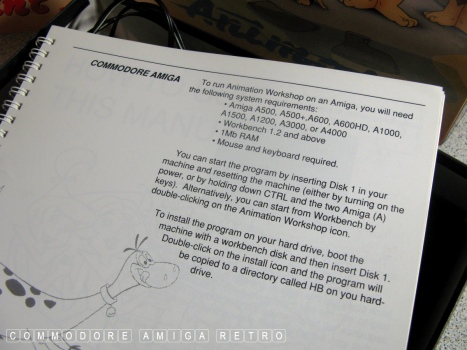 COMMODORE AMIGA
To run Animation Workshop on an Amiga, you will need
the following system requirements:
• Amiga A500, A500+, A600, A600HD, A1000,
A1500, A1200, A3000, or A4000
• Workbench 1.2 and above
• 1Mb RAM
• Mouse and keyboard required.
You can start the program by inserting Disk 1 in your
machine and resetting the machine (either by turning on the
power, or by holding down CTRL and the two Amiga (A)
keys). Alternatively, you can start from Workbench by
double-clicking on the Animation Workshop icon.
To install the program on your hard drive, boot the
machine with a workbench disk and then insert Disk 1.
Double-click on the install icon and the program will
be copied to a directory called HB on you hard-
drive.
COMMODORE AMIGA RETRO